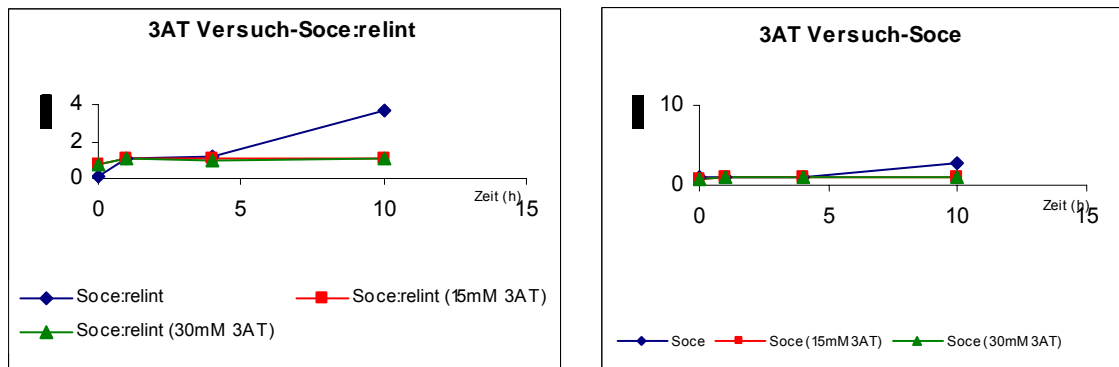 3AT Versuch-Soce:relint
4
2
0
0 5 10 15
Zeit (h)
Soce:relint
Soce:relint (15mM 3AT)
Soce:relint (30mM 3AT)
3AT Versuch-Soce
10
0
0 5 10 15
Zeit (h)
Soce
Soce (15mM 3AT)
Soce (30mM 3AT)